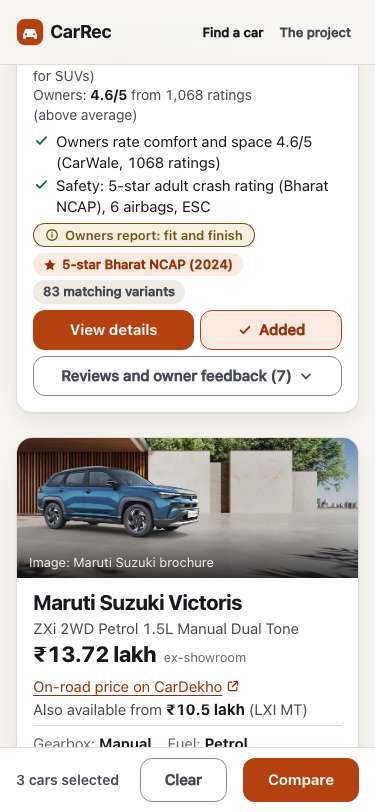 CarRec
Find a car
The project
for SUVs)
Owners: 4.6/5 from 1,068 ratings
(above average)
Owners rate comfort and space 4.6/5
(CarWale, 1068 ratings)
Safety: 5-star adult crash rating (Bharat
NCAP), 6 airbags, ESC
Owners report: fit and finish
5-star Bharat NCAP (2024)
83 matching variants
View details
Added
Reviews and owner feedback (7)
Image: Maruti Suzuki brochure
Maruti Suzuki Victoris
ZXi 2WD Petrol 1.5L Manual Dual Tone
₹13.72 lakh ex-showroom
On-road price on CarDekho
Also available from ₹10.5 lakh (LXI MT)
Gearbox: Manual Fuel: Petrol
3 cars selected
Clear
Compare